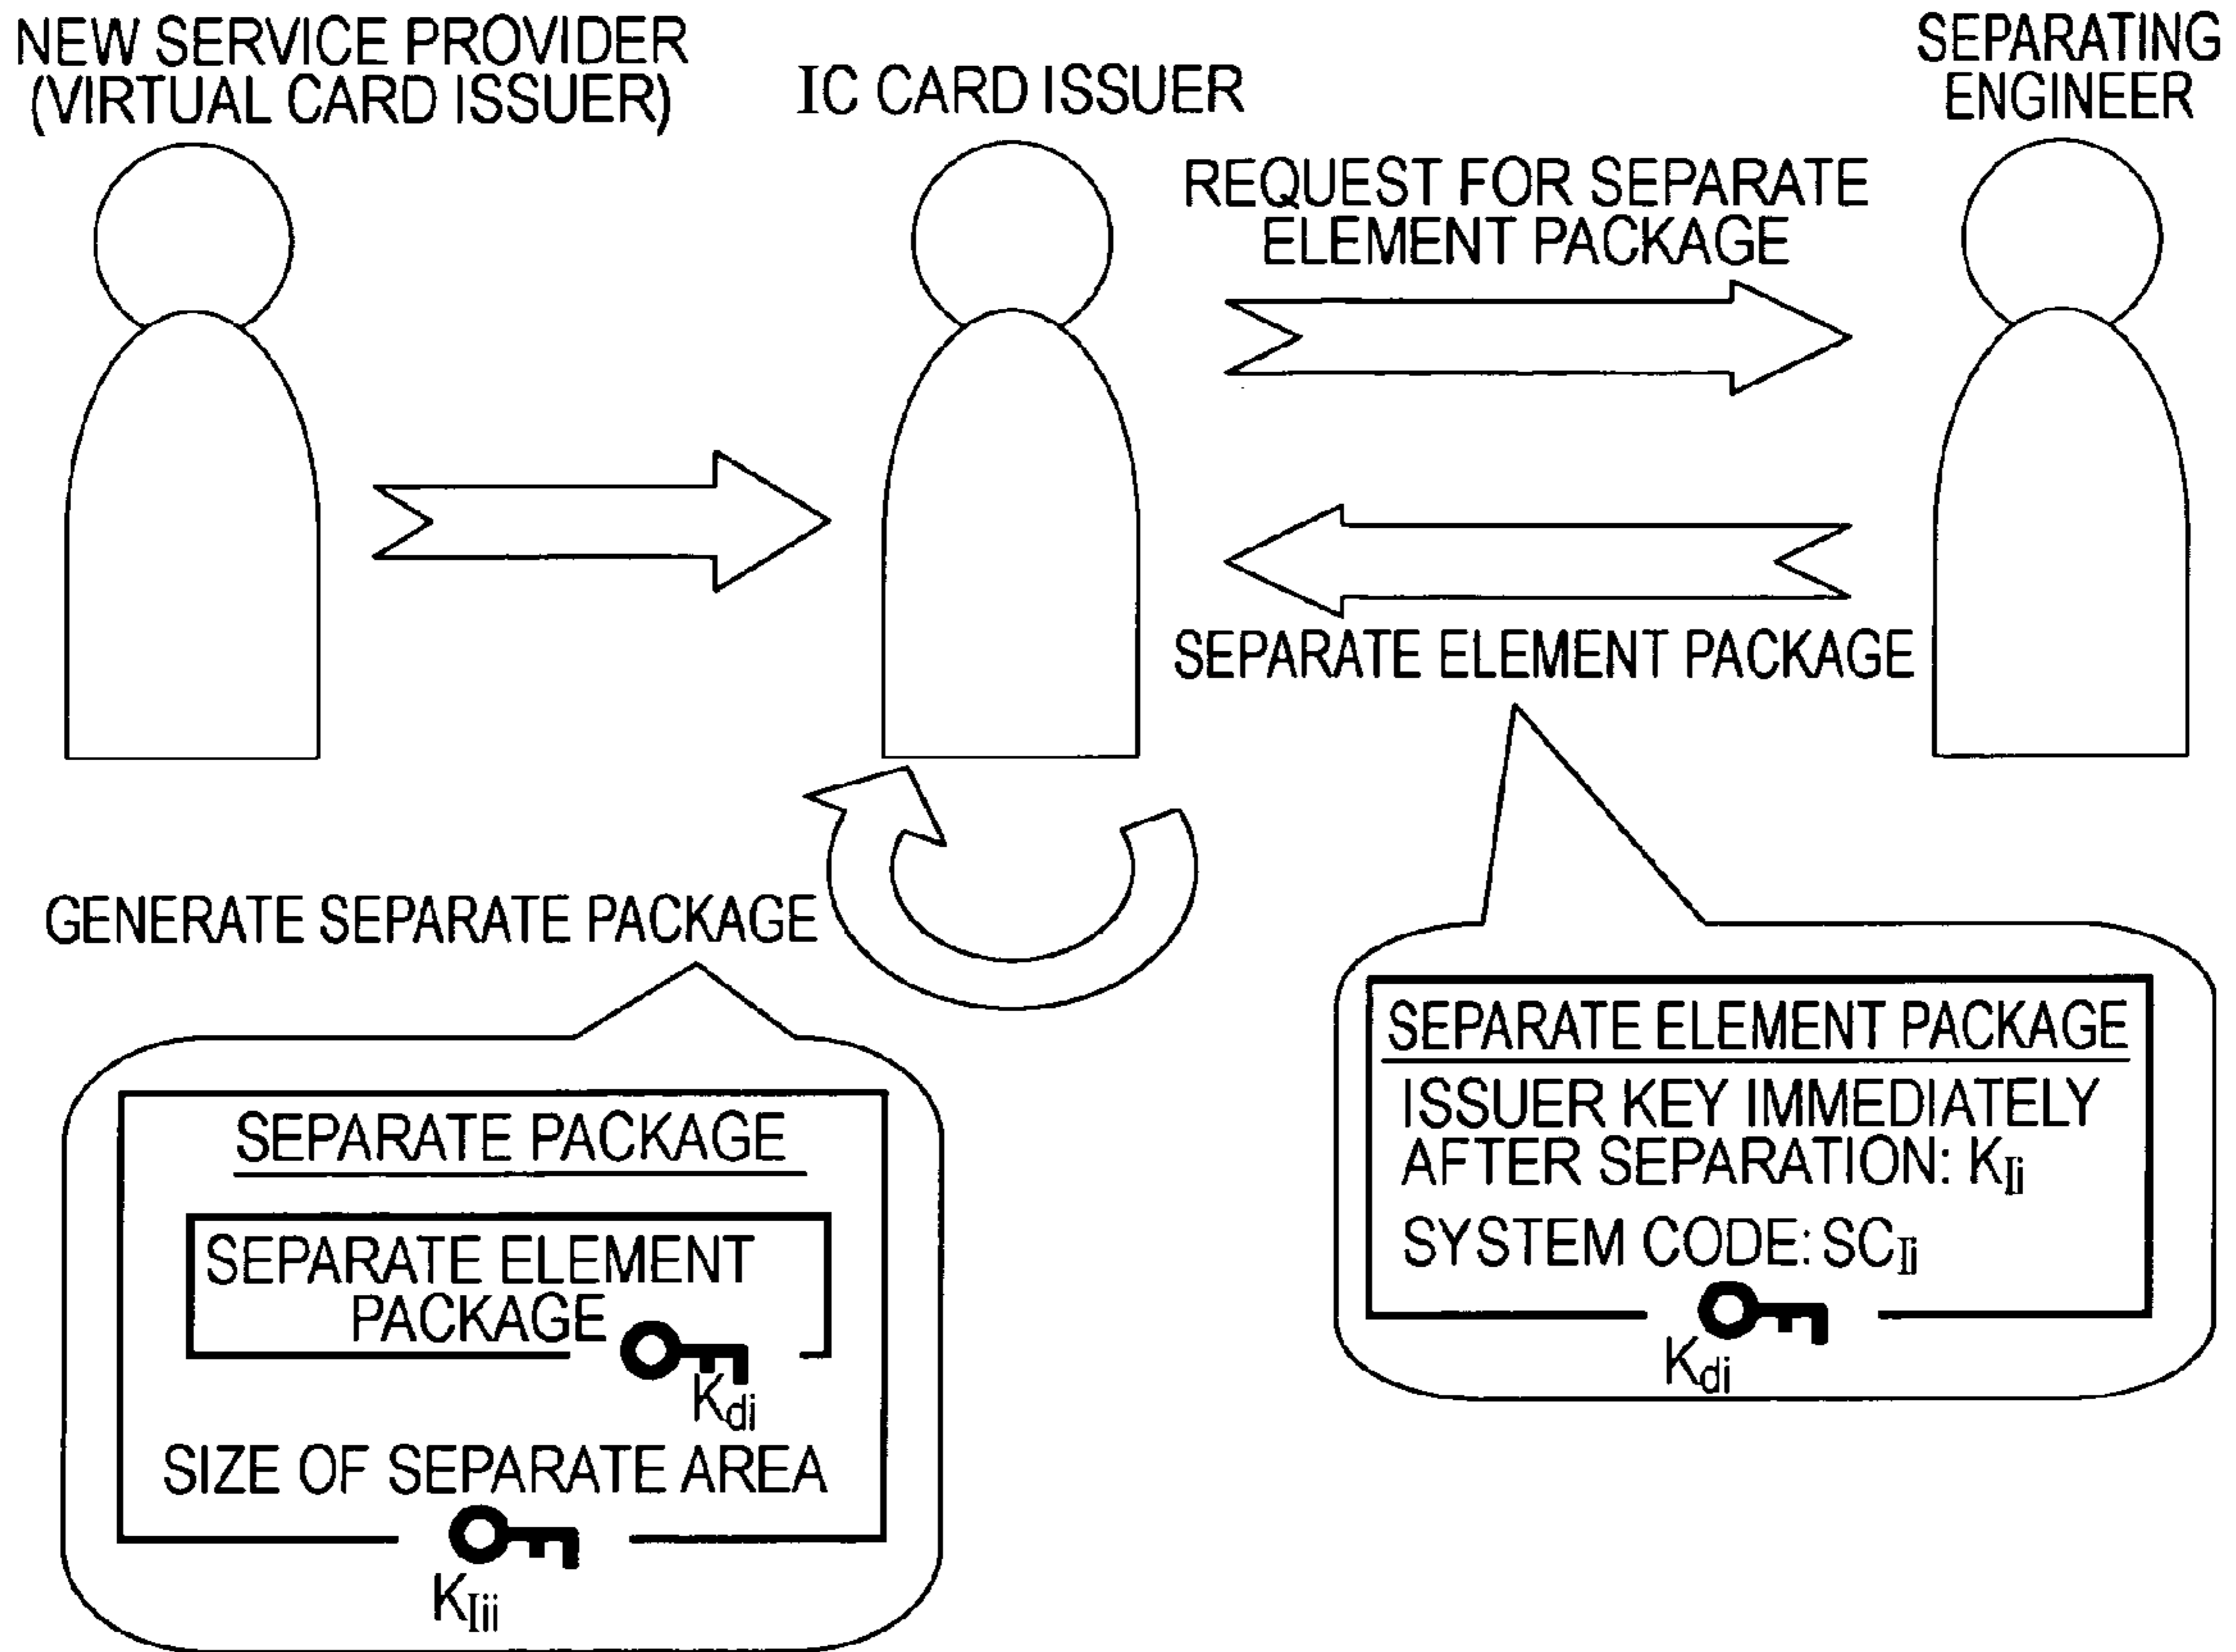 NEW SERVICE PROVIDER
(VIRTUAL CARD ISSUER)
IC CARD ISSUER
SEPARATING
ENGINEER
REQUEST FOR SEPARATE
ELEMENT PACKAGE
SEPARATE ELEMENT PACKAGE
GENERATE SEPARATE PACKAGE
SEPARATE PACKAGE
SEPARATE ELEMENT
PACKAGE
Kdi
SIZE OF SEPARATE AREA
KIii
SEPARATE ELEMENT PACKAGE
ISSUER KEY IMMEDIATELY
AFTER SEPARATION: KIi
SYSTEM CODE: SCIi
Kdi